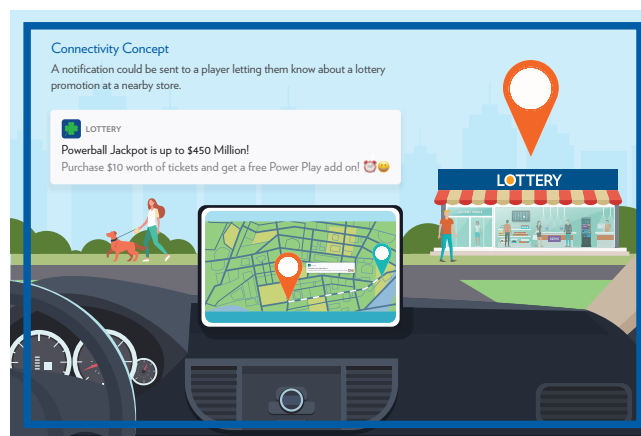 Connectivity Concept
A notification could be sent to a player letting them know about a lottery
promotion at a nearby store.
LOTTERY
Powerball Jackpot is up to $450 Million!
Purchase $10 worth of tickets and get a free Power Play add on! ⏰😀
LOTTERY